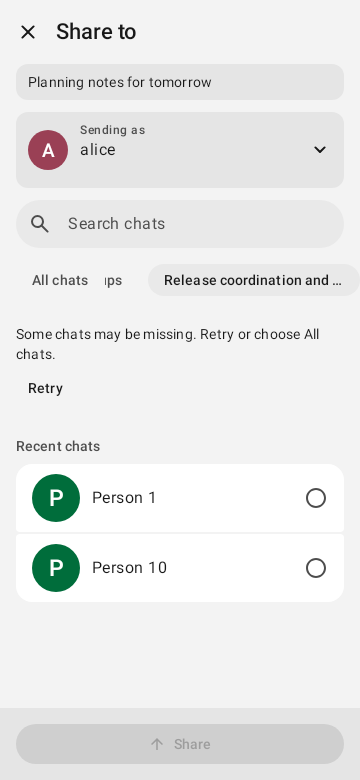 Share to
Planning notes for tomorrow
Sending as
A
alice
Search chats
All chats
ps
Release coordination and …
Some chats may be missing. Retry or choose All
chats.
Retry
Recent chats
P
Person 1
P
Person 10
Share